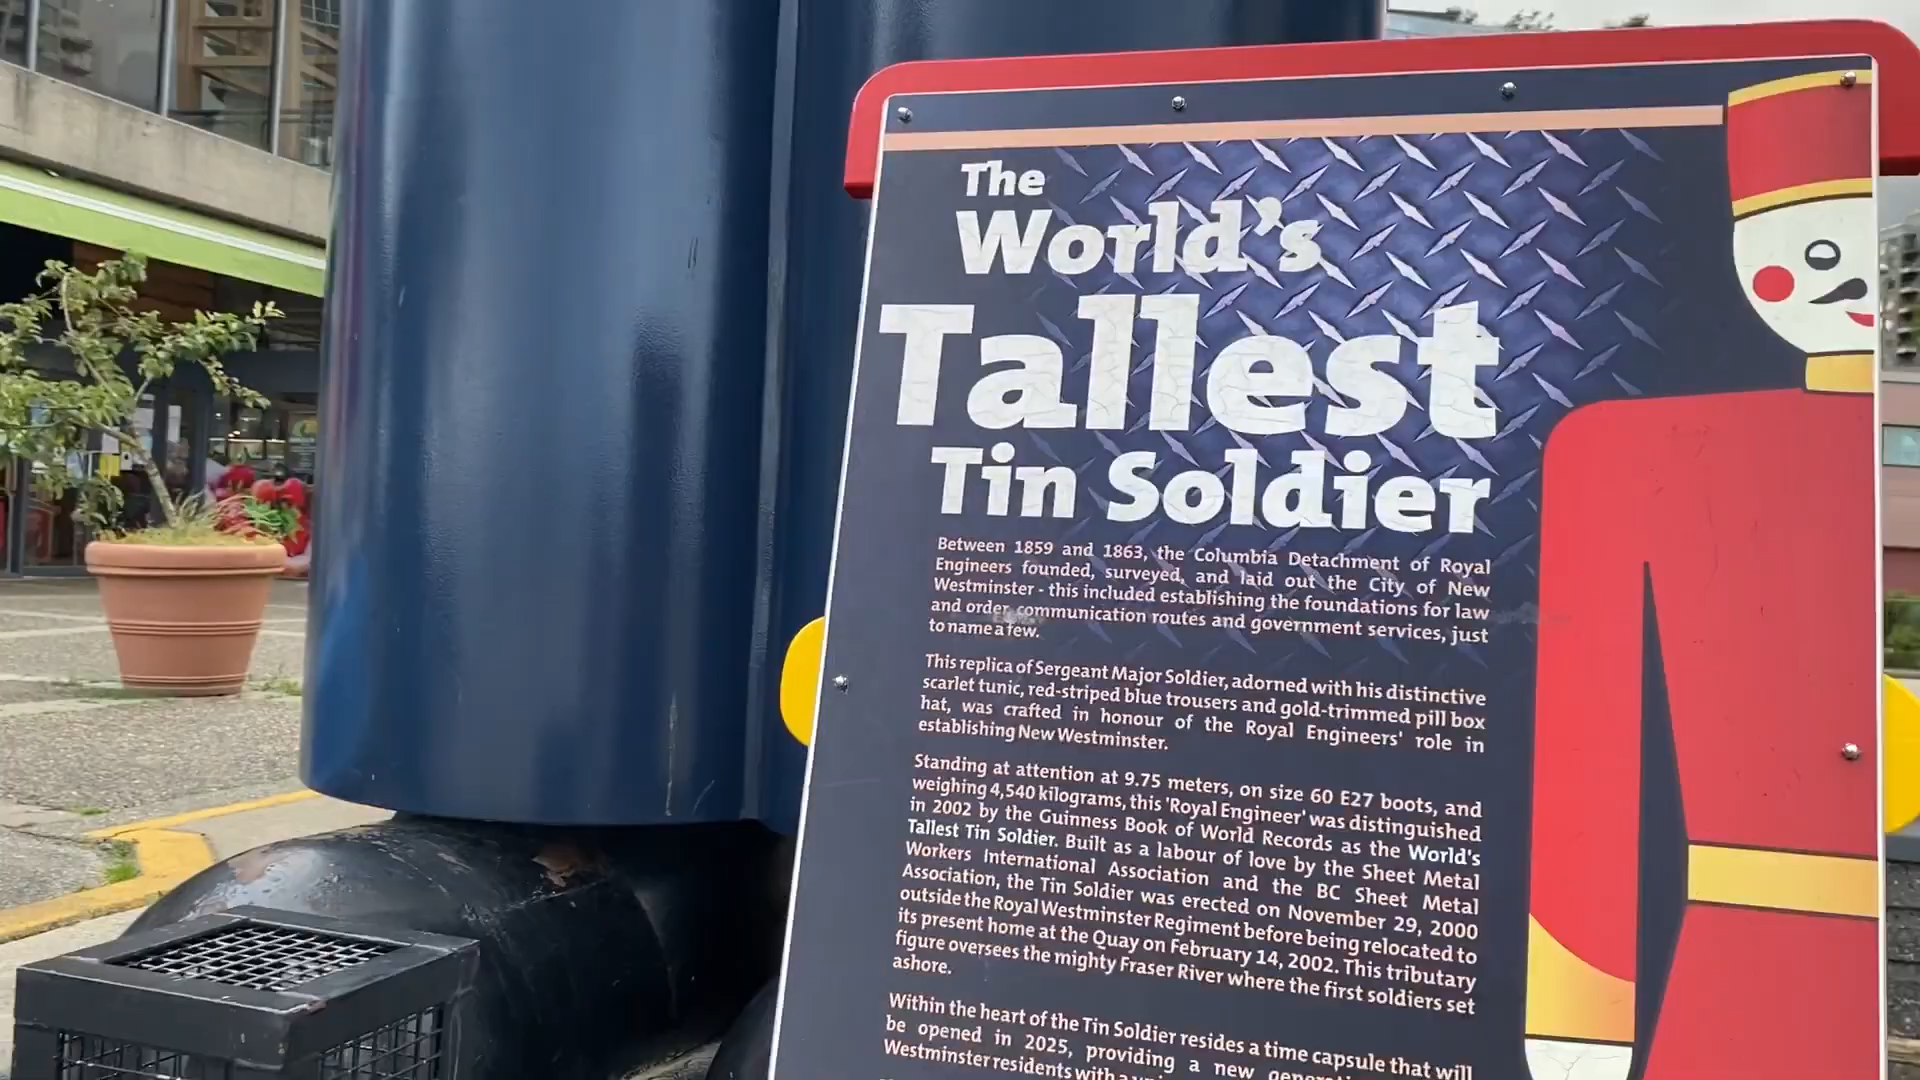 The
World's
Tallest
Tin Soldier
Between 1859 and 1863, the Columbia Detachment of Royal
Engineers founded, surveyed, and laid out the City of New
Westminster - this included establishing the foundations for law
and order, communication routes and government services, just
to name a few.
This replica of Sergeant Major Soldier, adorned with his distinctive
scarlet tunic, red-striped blue trousers and gold-trimmed pill box
hat, was crafted in honour of the Royal Engineers' role in
establishing New Westminster.
Standing at attention at 9.75 meters, on size 60 E27 boots, and
weighing 4,540 kilograms, this 'Royal Engineer' was distinguished
in 2002 by the Guinness Book of World Records as the World's
Tallest Tin Soldier. Built as a labour of love by the Sheet Metal
Workers International Association and the BC Sheet Metal
Association, the Tin Soldier was erected on November 29, 2000
outside the Royal Westminster Regiment before being relocated to
its present home at the Quay on February 14, 2002. This tributary
figure oversees the mighty Fraser River where the first soldiers set
ashore.
Within the heart of the Tin Soldier resides a time capsule that will
be opened in 2025, providing a new
Westminster residents with a